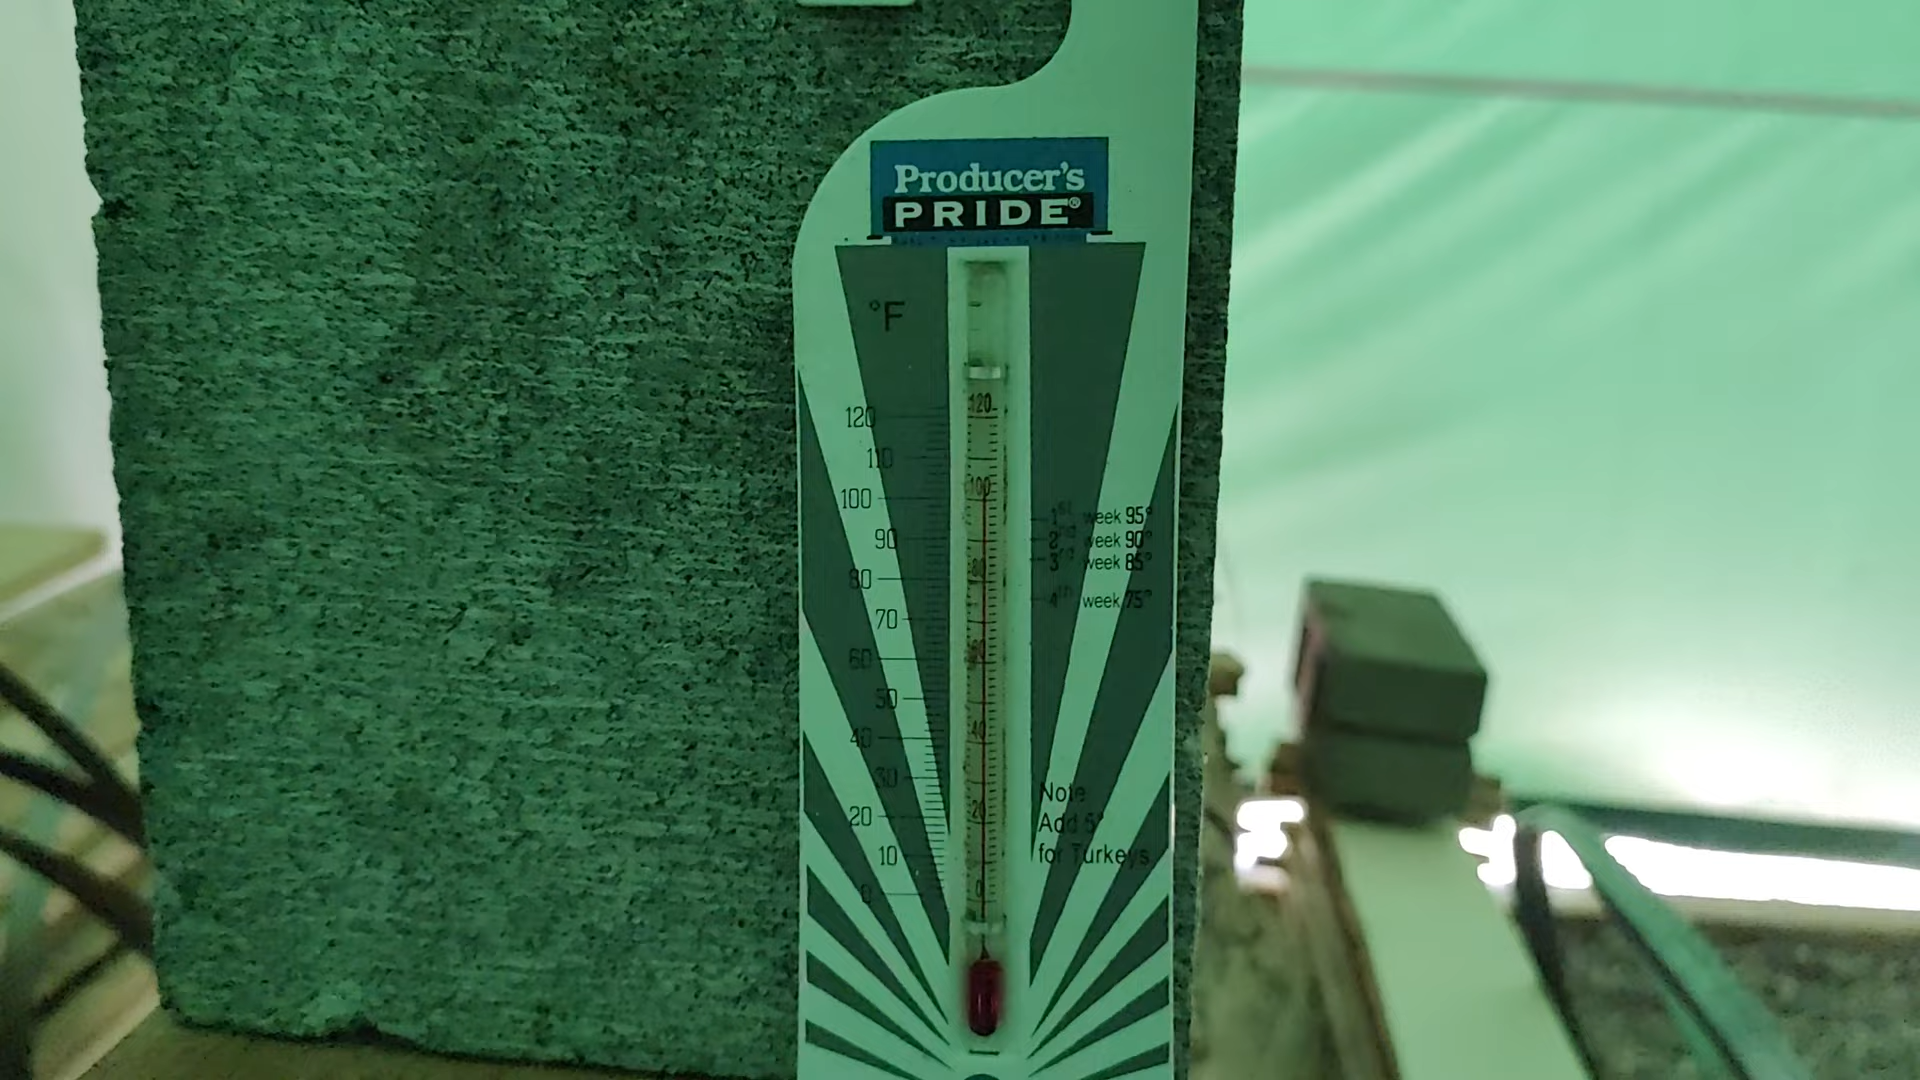 Producer's
PRIDE®
°F
120
110
100
90
80
70
60
50
40
30
20
10
0
120
100
80
60
40
20
0
1st week 95°
2nd week 90°
3rd week 85°
4th week 75°
Note
Add 5°
for Turkeys